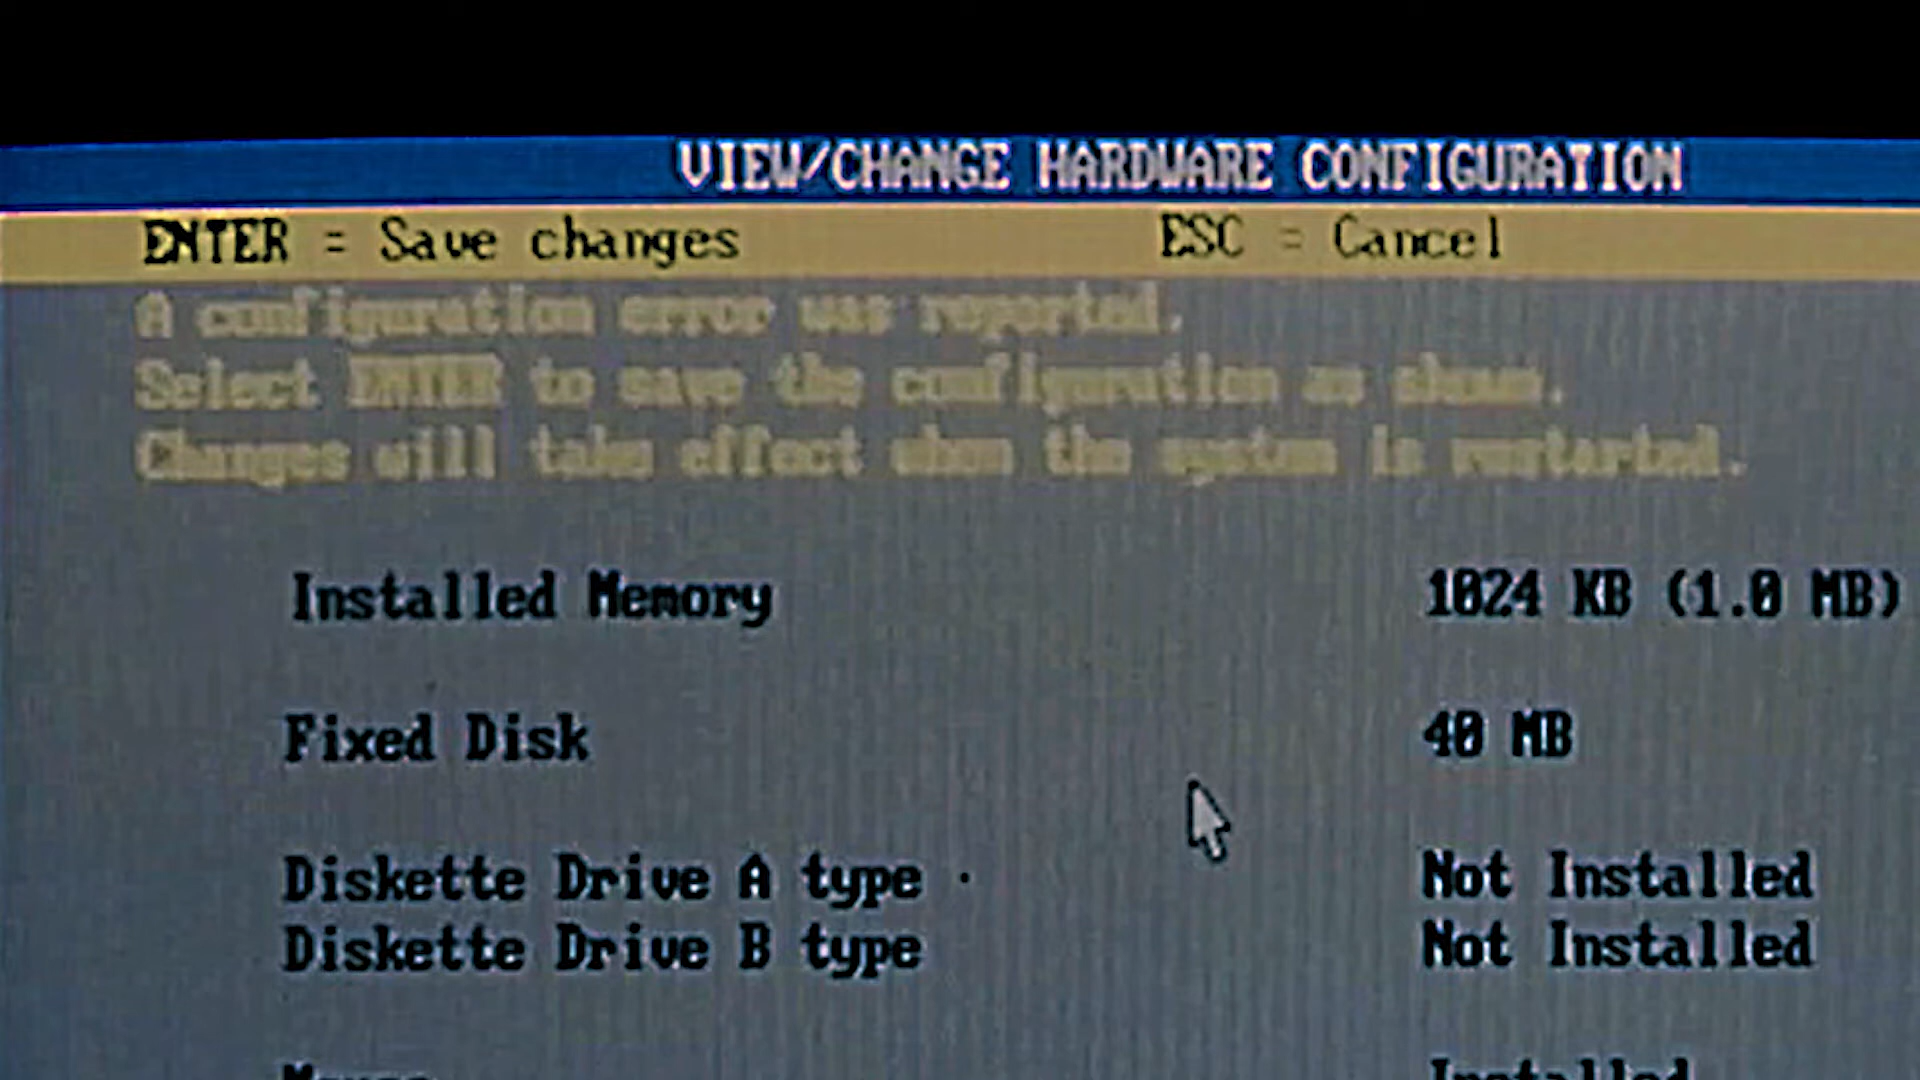 VIEW/CHANGE HARDWARE CONFIGURATION
ENTER = Save changes ESC = Cancel
A configuration error was reported.
Select ENTER to save the configuration as shown.
Changes will take effect when the system is restarted.
Installed Memory 1024 KB (1.0 MB)
Fixed Disk 40 MB
Diskette Drive A type · Not Installed
Diskette Drive B type Not Installed
Mouse Installed